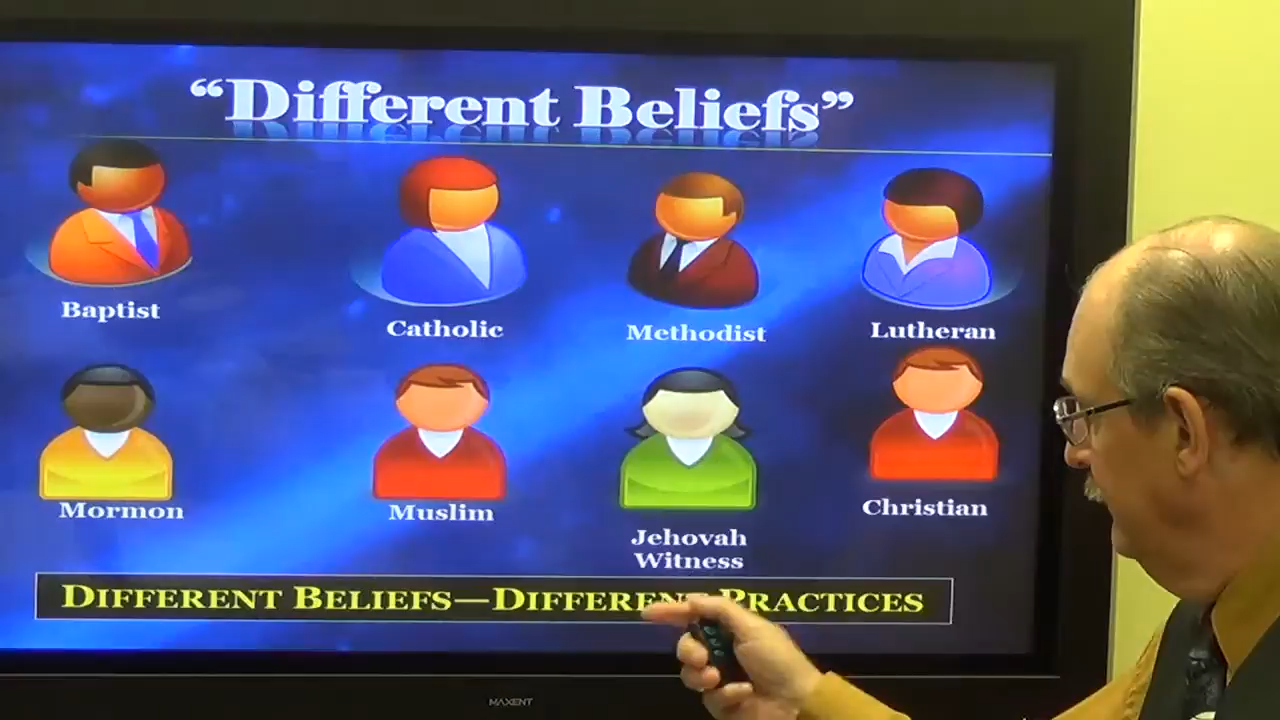 “Different Beliefs”
Baptist
Catholic
Methodist
Lutheran
Mormon
Muslim
Jehovah
Witness
Christian
DIFFERENT BELIEFS—DIFFERENT PRACTICES
MAXENT